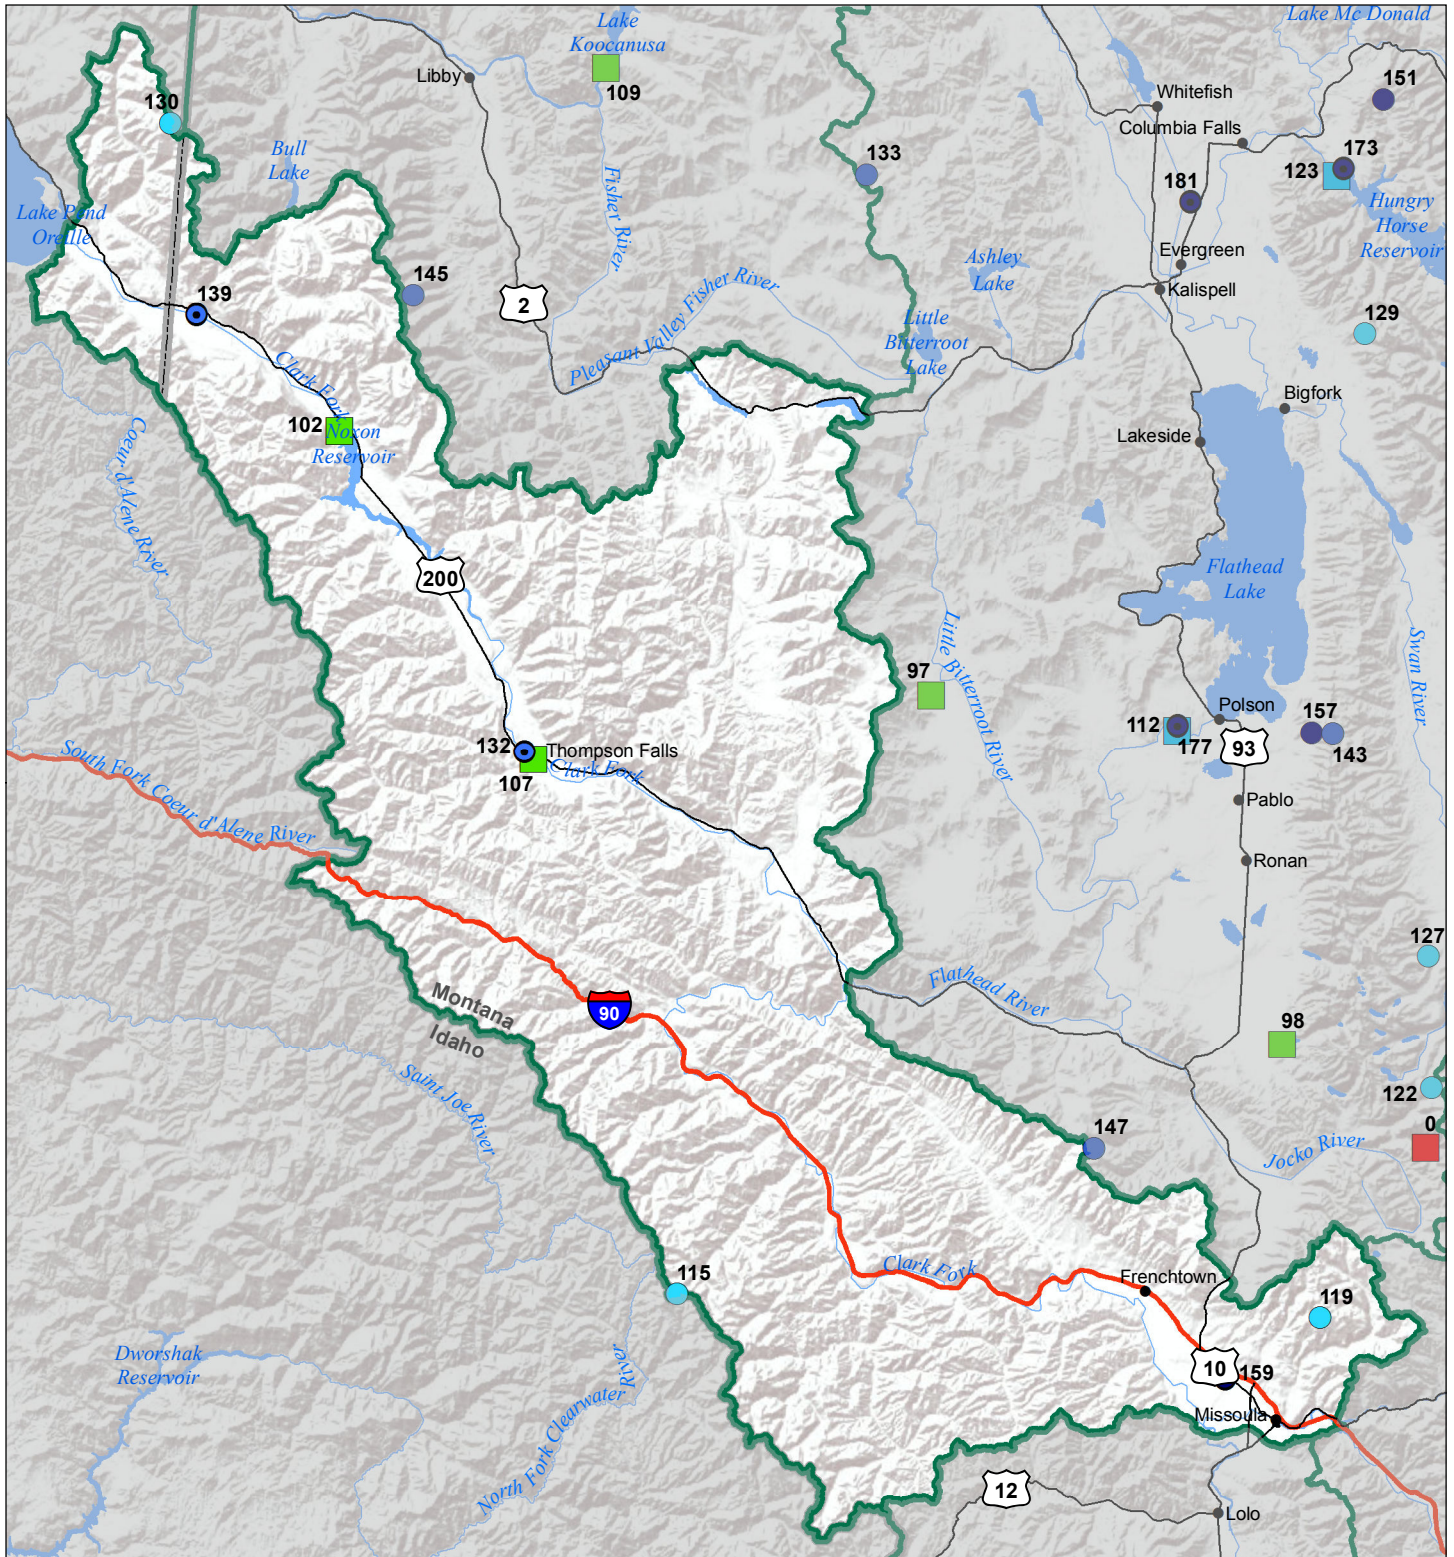 Lake
Koocanusa
Lake Mc Donald
Libby
109
Whitefish
151
130
Columbia Falls
Bull
Lake
133
173
123
181
Fisher River
Hungry
Horse
Reservoir
Lake Pend
Oreille
Evergreen
Ashley
Lake
145
Kalispell
139
2
Pleasant Valley Fisher River
Little
Bitterroot
Lake
129
Clark Fork
Bigfork
102
Noxon
Reservoir
Lakeside
Coeur d'Alene River
200
Flathead
Lake
Little Bitterroot River
Swan River
97
Polson
112
177
93
157
143
132
Thompson Falls
107
Clark Fork
South Fork Coeur d'Alene River
Pablo
Ronan
127
Flathead River
Montana
Idaho
90
98
Saint Joe River
122
0
147
Jocko River
Clark Fork
115
Frenchtown
119
Dworshak
Reservoir
10
159
North Fork Clearwater
River
Missoula
12
Lolo